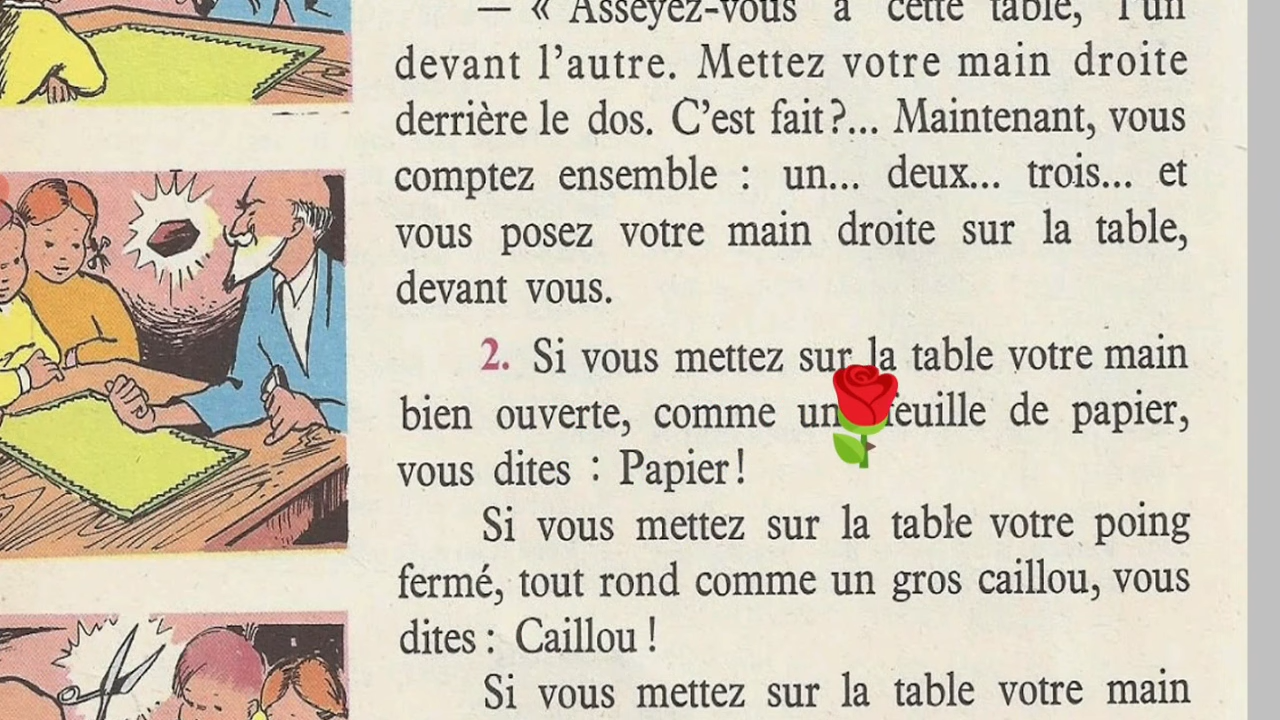 — « Asseyez-vous à cette table, l'un
devant l'autre. Mettez votre main droite
derrière le dos. C'est fait ?... Maintenant, vous
comptez ensemble : un... deux... trois... et
vous posez votre main droite sur la table,
devant vous.
2. Si vous mettez sur la table votre main
bien ouverte, comme feuille de papier,
vous dites : Papier !
Si vous mettez sur la table votre poing
fermé, tout rond comme un gros caillou, vous
dites : Caillou !
Si vous mettez sur la table votre main